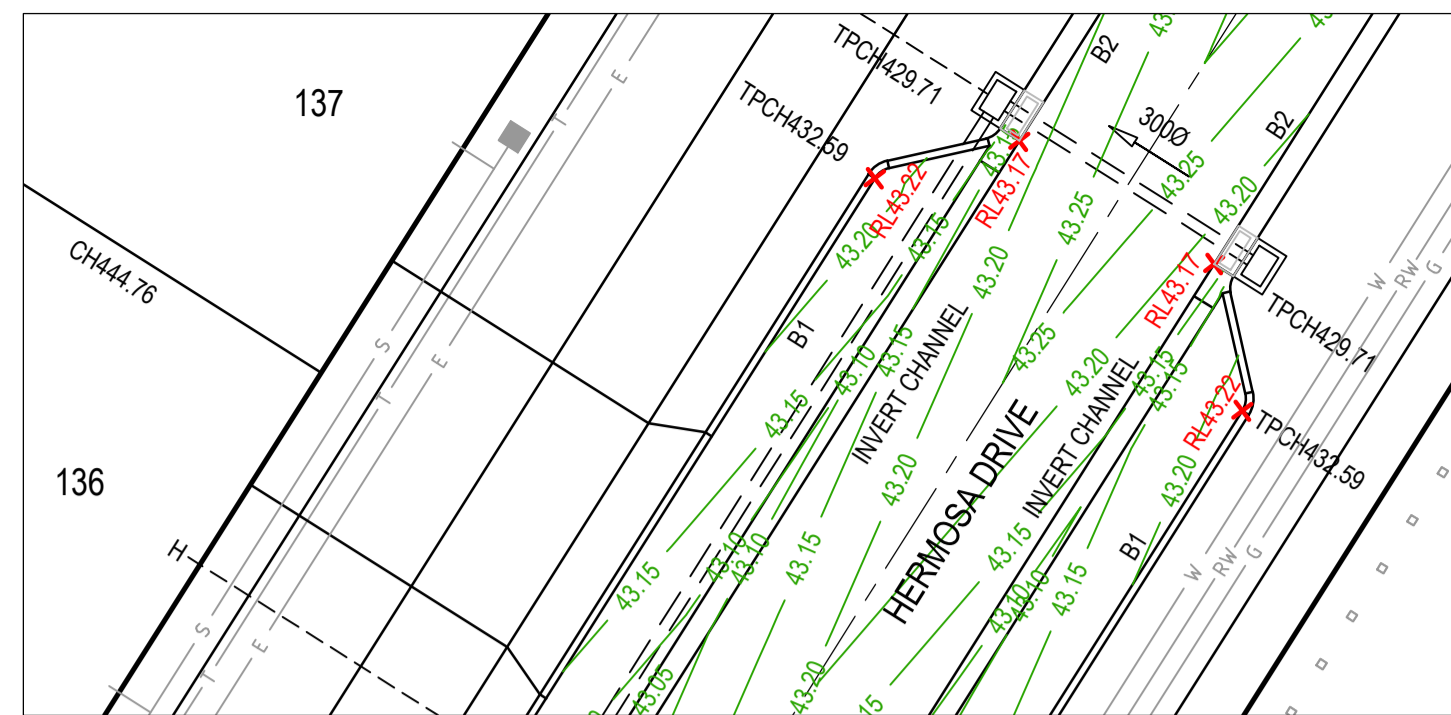 137
136
CH444.76
H
S
T
E
S
T
E
T
E
TPCH429.71
TPCH432.59
RL43.22
RL43.17
43.20
43.15
B1
B2
B2
300Ø
43.25
43.25
43.20
43.20
43.15
43.10
43.15
43.25
43.20
INVERT CHANNEL
INVERT CHANNEL
HERMOSA DRIVE
RL43.17
TPCH429.71
RL43.22
TPCH432.59
43.15
43.15
43.20
B1
43.15
43.20
43.15
43.15
43.10
43.10
43.15
43.10
43.10
43.15
43.05
43.20
W
RW
G
W
RW
G